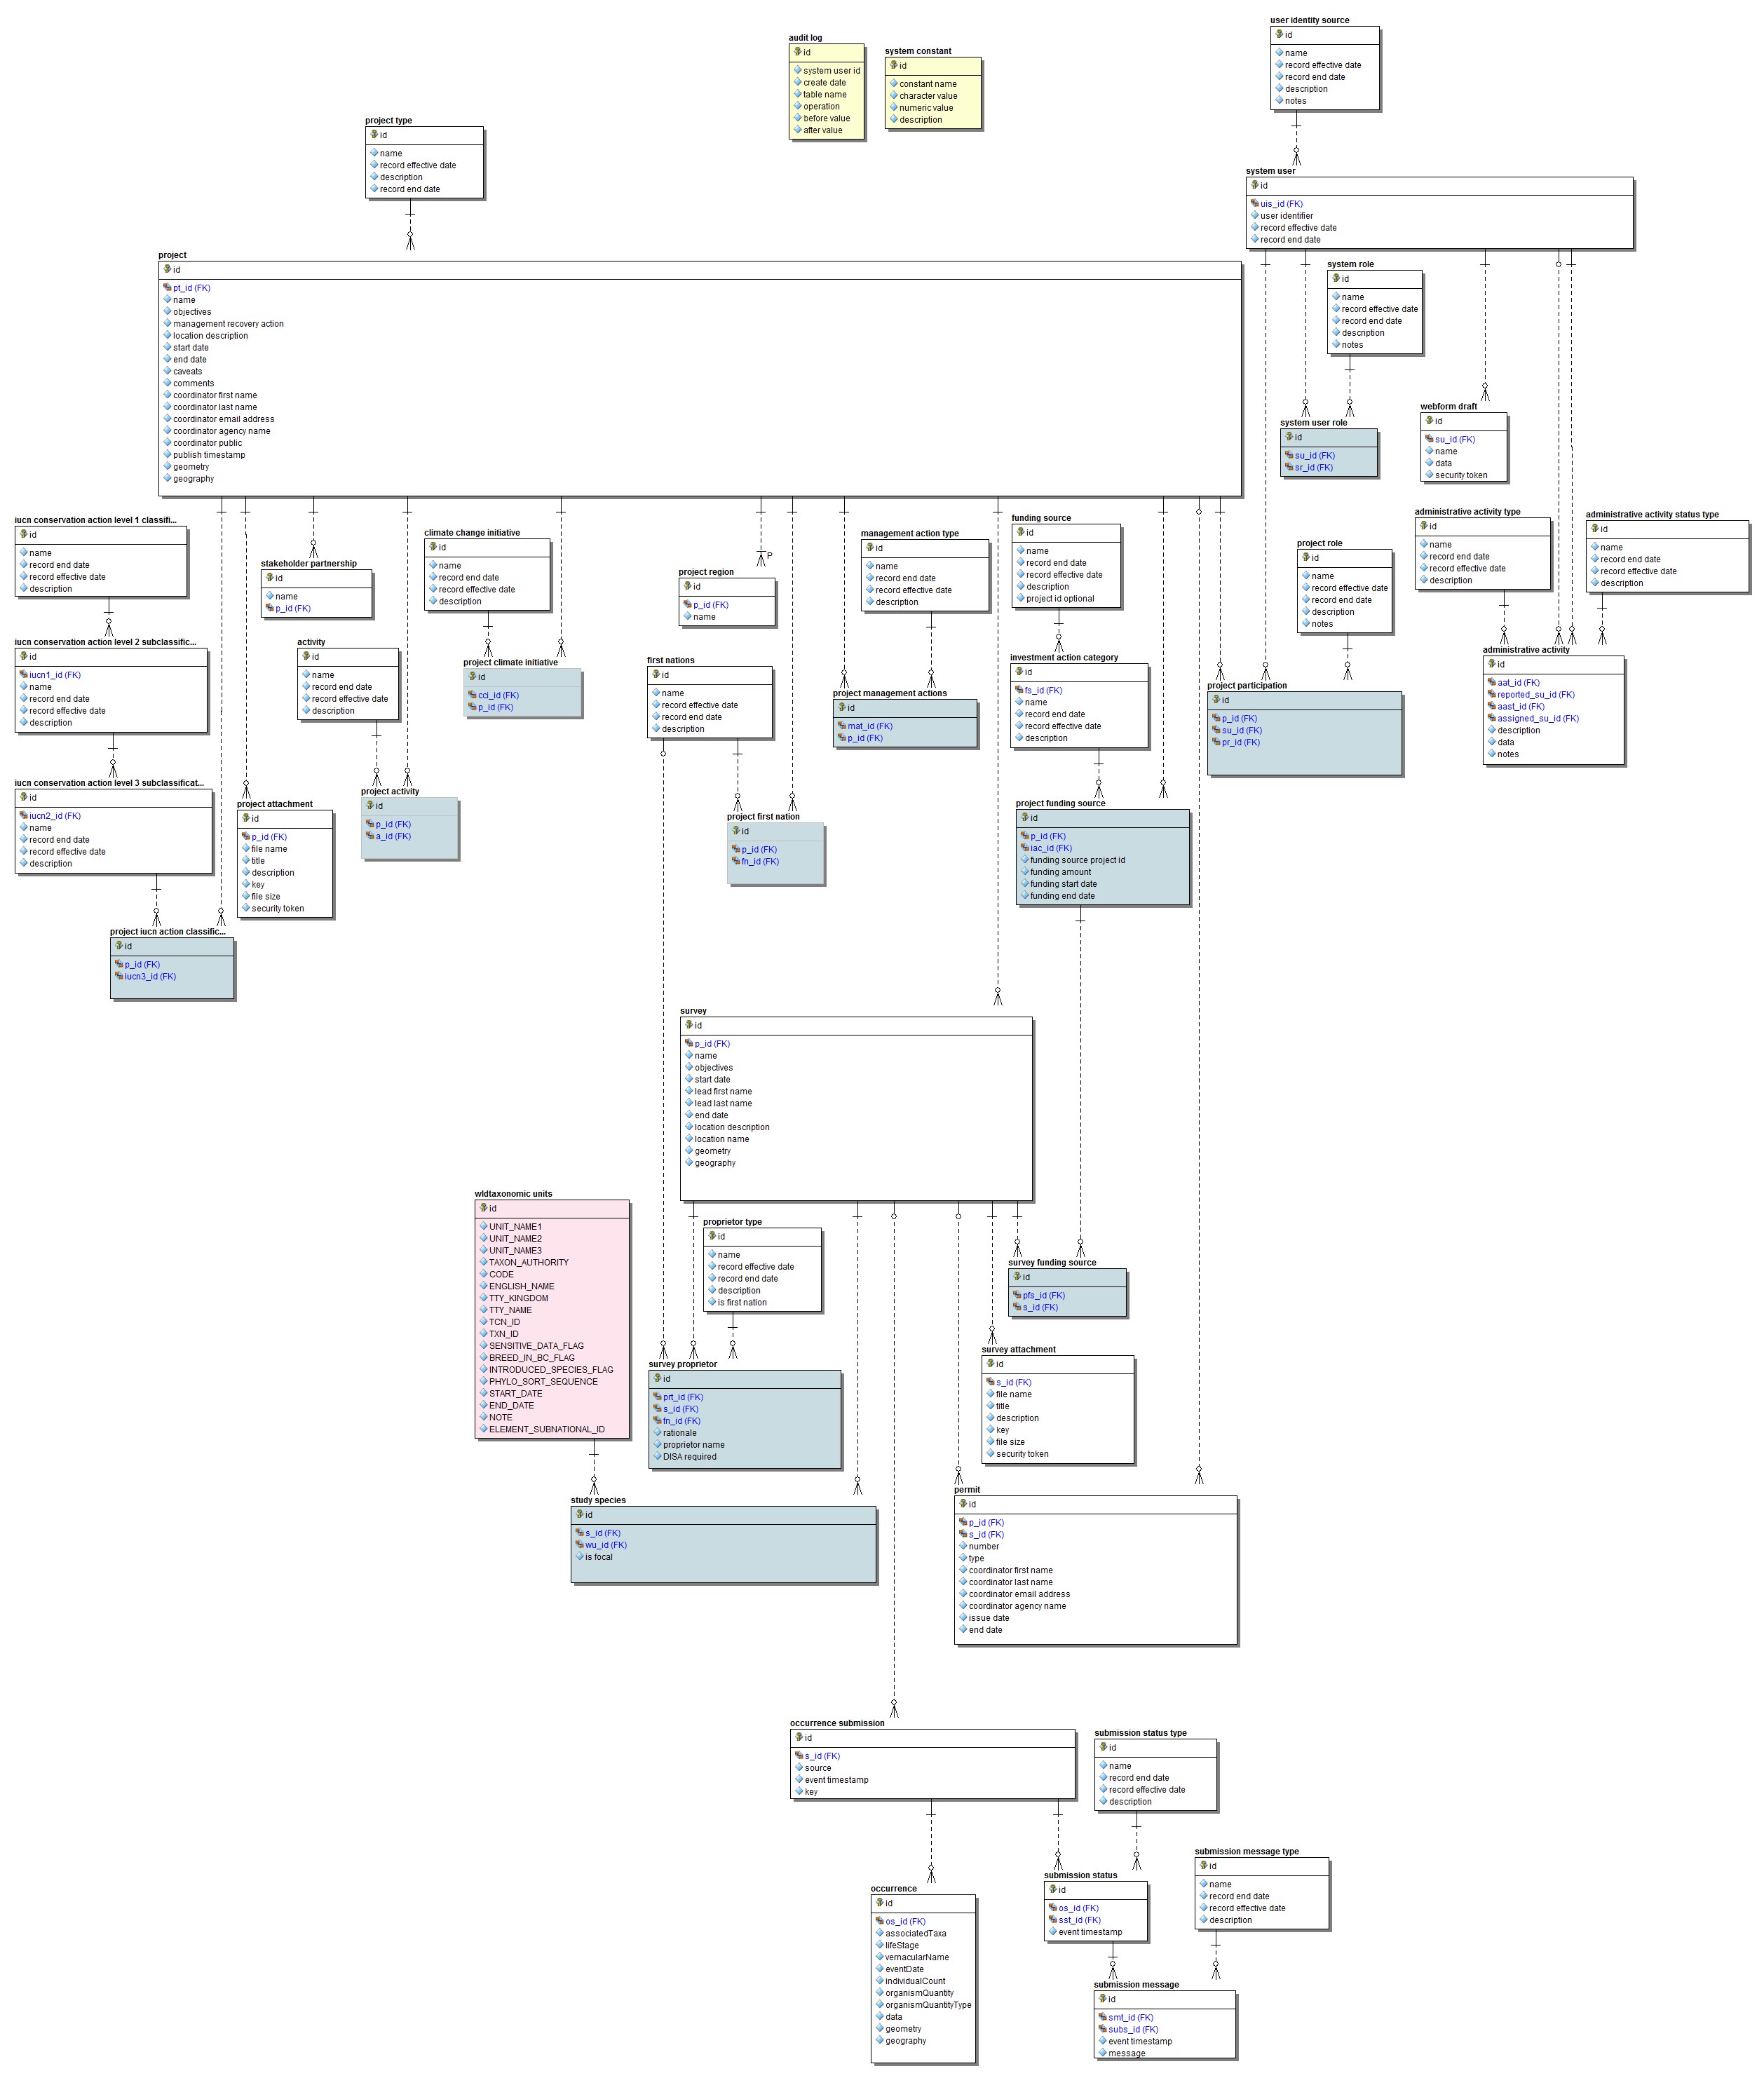 user identity source
id
name
record effective date
record end date
description
notes
audit log
id
system user id
create date
table name
operation
before value
after value
system constant
id
constant name
character value
numeric value
description
project type
id
name
record effective date
description
record end date
system user
id
uis_id (FK)
user identifier
record effective date
record end date
project
id
pt_id (FK)
name
objectives
management recovery action
location description
start date
end date
caveats
comments
coordinator first name
coordinator last name
coordinator email address
coordinator agency name
coordinator public
publish timestamp
geometry
geography
system role
id
name
record effective date
record end date
description
notes
system user role
id
su_id (FK)
sr_id (FK)
webform draft
id
su_id (FK)
name
data
security token
iucn conservation action level 1 classifi...
id
name
record end date
record effective date
description
stakeholder partnership
id
name
p_id (FK)
climate change initiative
id
name
record end date
record effective date
description
P
project region
id
p_id (FK)
name
management action type
id
name
record end date
record effective date
description
funding source
id
name
record end date
record effective date
description
project id optional
project role
id
name
record effective date
record end date
description
notes
administrative activity type
id
name
record end date
record effective date
description
administrative activity status type
id
name
record end date
record effective date
description
iucn conservation action level 2 subclassific...
id
iucn1_id (FK)
name
record end date
record effective date
description
activity
id
name
record end date
record effective date
description
project climate initiative
id
cci_id (FK)
p_id (FK)
first nations
id
name
record effective date
record end date
description
project management actions
id
mat_id (FK)
p_id (FK)
investment action category
id
fs_id (FK)
name
record end date
record effective date
description
project participation
id
p_id (FK)
su_id (FK)
pr_id (FK)
administrative activity
id
aat_id (FK)
reported_su_id (FK)
aast_id (FK)
assigned_su_id (FK)
description
data
notes
iucn conservation action level 3 subclassificat...
id
iucn2_id (FK)
name
record end date
record effective date
description
project attachment
id
p_id (FK)
file name
title
description
key
file size
security token
project activity
id
p_id (FK)
a_id (FK)
project first nation
id
p_id (FK)
fn_id (FK)
project funding source
id
p_id (FK)
iac_id (FK)
funding source project id
funding amount
funding start date
funding end date
project iucn action classific...
id
p_id (FK)
iucn3_id (FK)
survey
id
p_id (FK)
name
objectives
start date
lead first name
lead last name
end date
location description
location name
geometry
geography
wldtaxonomic units
id
UNIT_NAME1
UNIT_NAME2
UNIT_NAME3
TAXON_AUTHORITY
CODE
ENGLISH_NAME
TTY_KINGDOM
TTY_NAME
TCN_ID
TXN_ID
SENSITIVE_DATA_FLAG
BREED_IN_BC_FLAG
INTRODUCED_SPECIES_FLAG
PHYLO_SORT_SEQUENCE
START_DATE
END_DATE
NOTE
ELEMENT_SUBNATIONAL_ID
proprietor type
id
name
record effective date
record end date
description
is first nation
survey funding source
id
pfs_id (FK)
s_id (FK)
survey proprietor
id
prt_id (FK)
s_id (FK)
fn_id (FK)
rationale
proprietor name
DISA required
survey attachment
id
s_id (FK)
file name
title
description
key
file size
security token
study species
id
s_id (FK)
wu_id (FK)
is focal
permit
id
p_id (FK)
s_id (FK)
number
type
coordinator first name
coordinator last name
coordinator email address
coordinator agency name
issue date
end date
occurrence submission
id
s_id (FK)
source
event timestamp
key
submission status type
id
name
record end date
record effective date
description
submission message type
id
name
record end date
record effective date
description
occurrence
id
os_id (FK)
associatedTaxa
lifeStage
vernacularName
eventDate
individualCount
organismQuantity
organismQuantityType
data
geometry
geography
submission status
id
os_id (FK)
sst_id (FK)
event timestamp
submission message
id
smt_id (FK)
subs_id (FK)
event timestamp
message